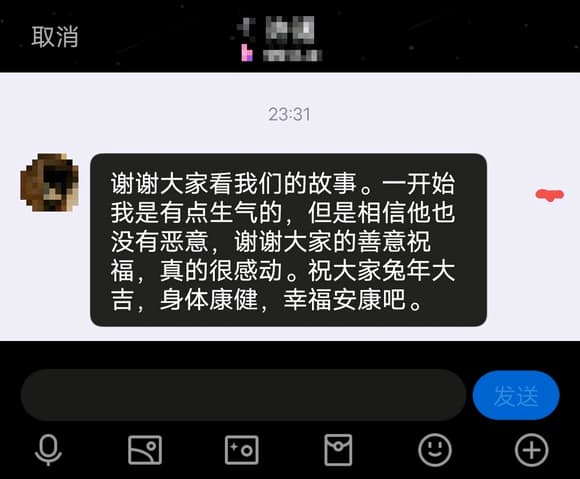 取消
23:31
谢谢大家看我们的故事。一开始
我是有点生气的，但是相信他也
没有恶意，谢谢大家的善意祝
福，真的很感动。祝大家兔年大
吉，身体康健，幸福安康吧。
发送